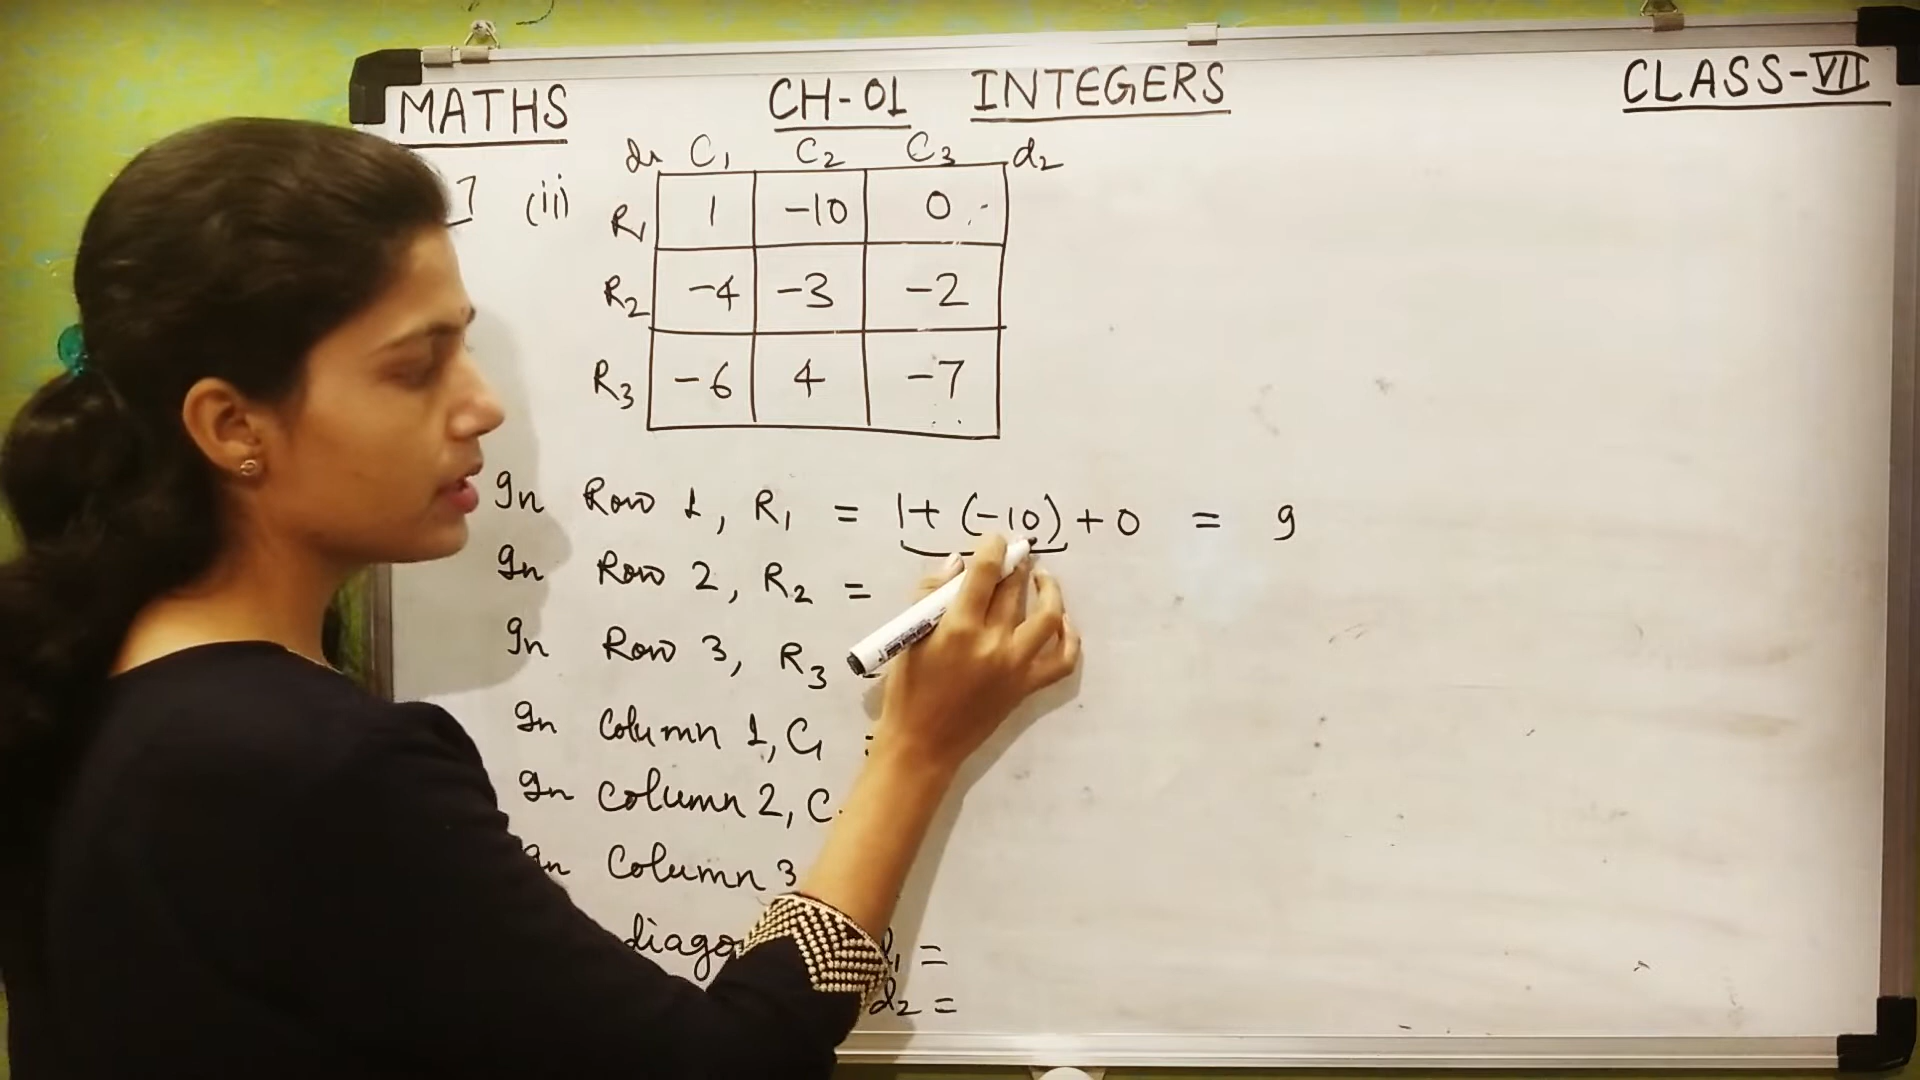 MATHS CH-01 INTEGERS CLASS-VII
d1 C1 C2 C3 d2
(ii) R1 1 -10 0
R2 -4 -3 -2
R3 -6 4 -7
In Row 1, R1 = 1+ (-10) + 0 = 9
In Row 2, R2 =
In Row 3, R3
In Column 1, C1 =
In Column 2, C
In Column 3
d1 =
d2 =